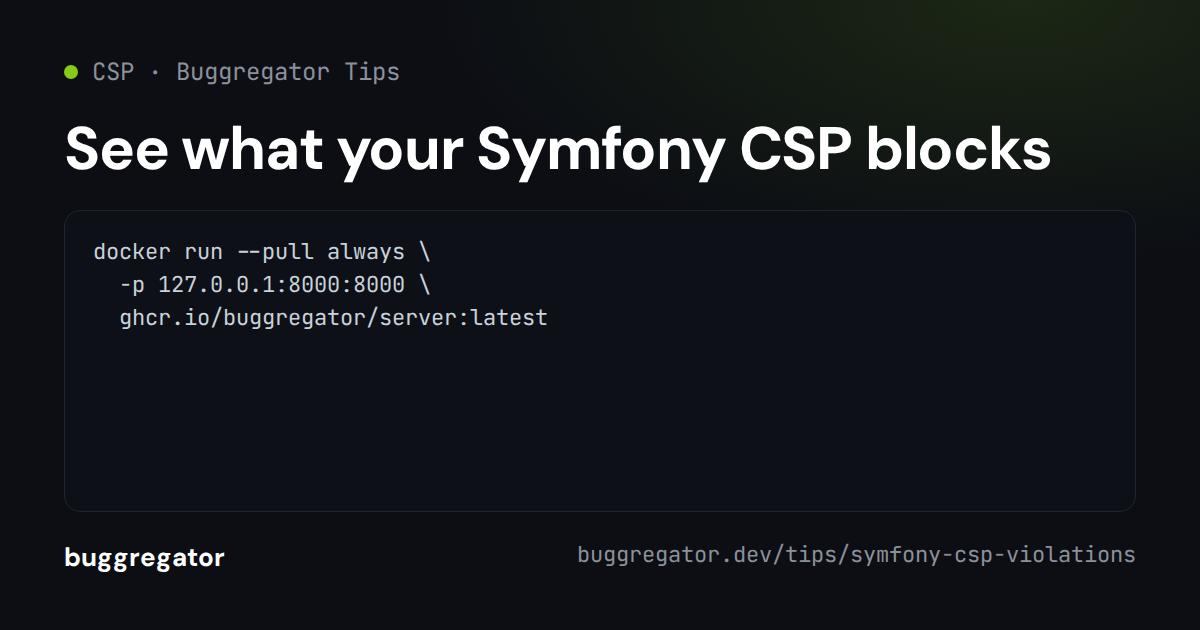 CSP · Buggregator Tips
See what your Symfony CSP blocks
docker run --pull always \
-p 127.0.0.1:8000:8000 \
ghcr.io/buggregator/server:latest
buggregator
buggregator.dev/tips/symfony-csp-violations